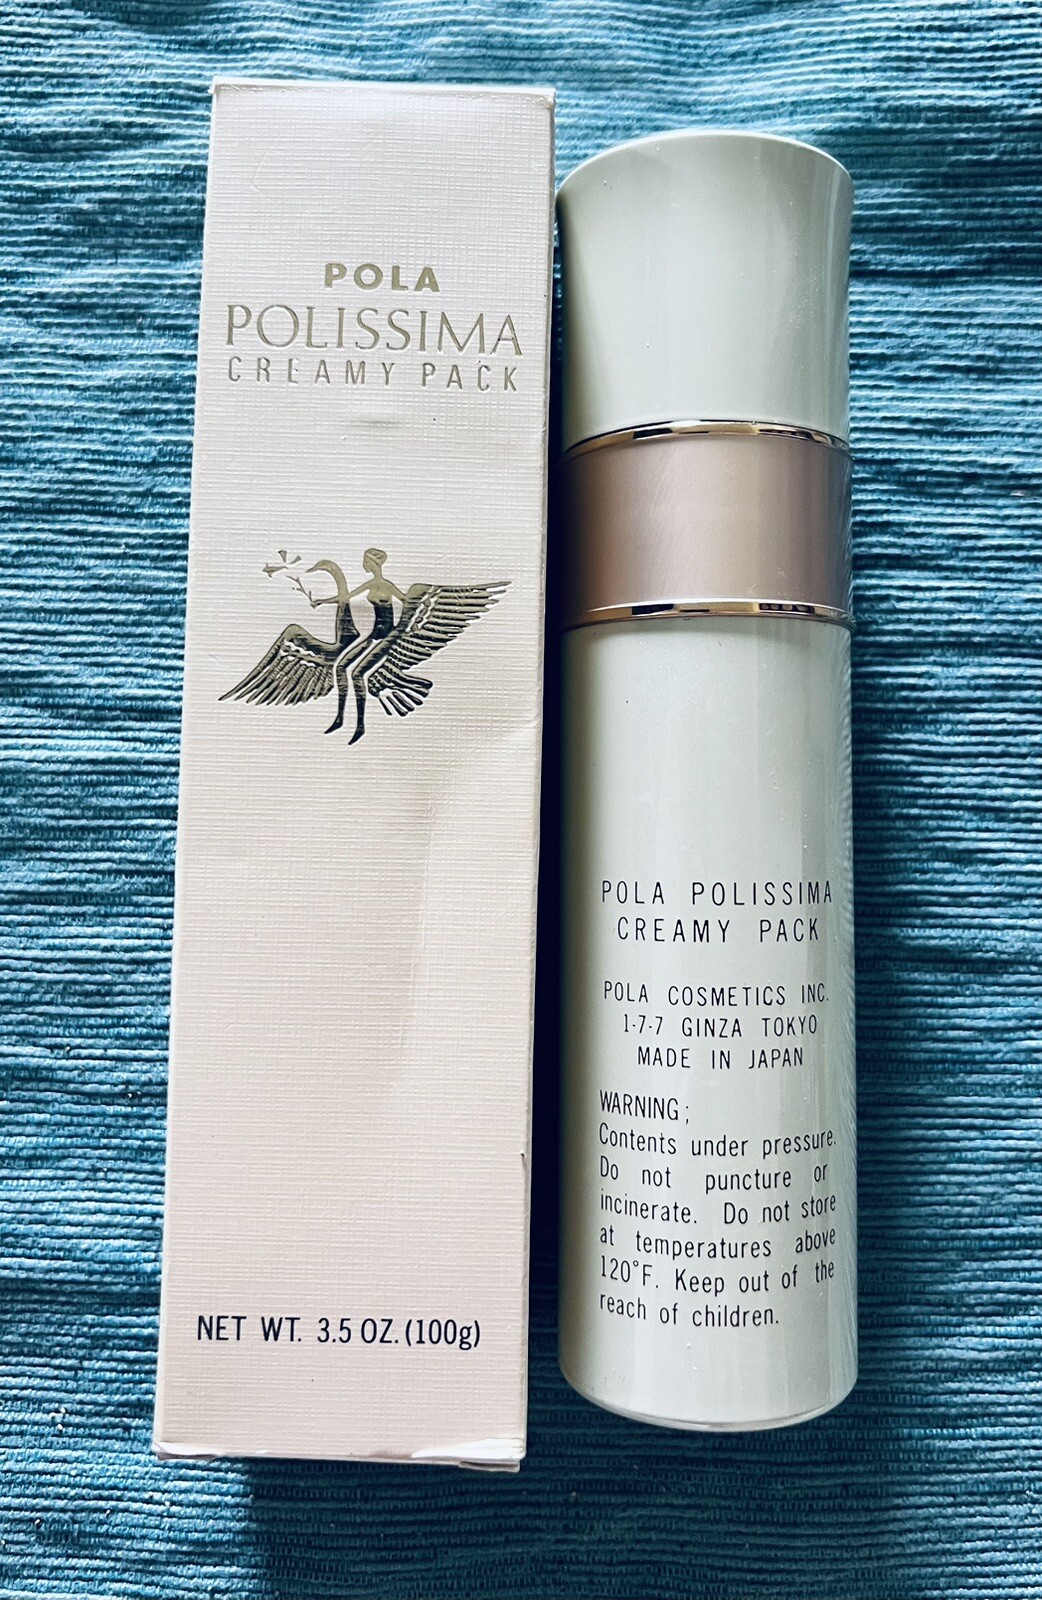 POLA
POLISSIMA
CREAMY PACK
NET WT. 3.5 OZ. (100g)
POLA POLISSIMA
CREAMY PACK
POLA COSMETICS INC.
1-7-7 GINZA TOKYO
MADE IN JAPAN
WARNING;
Contents under pressure.
Do not puncture or
incinerate. Do not store
at temperatures above
120°F. Keep out of the
reach of children.